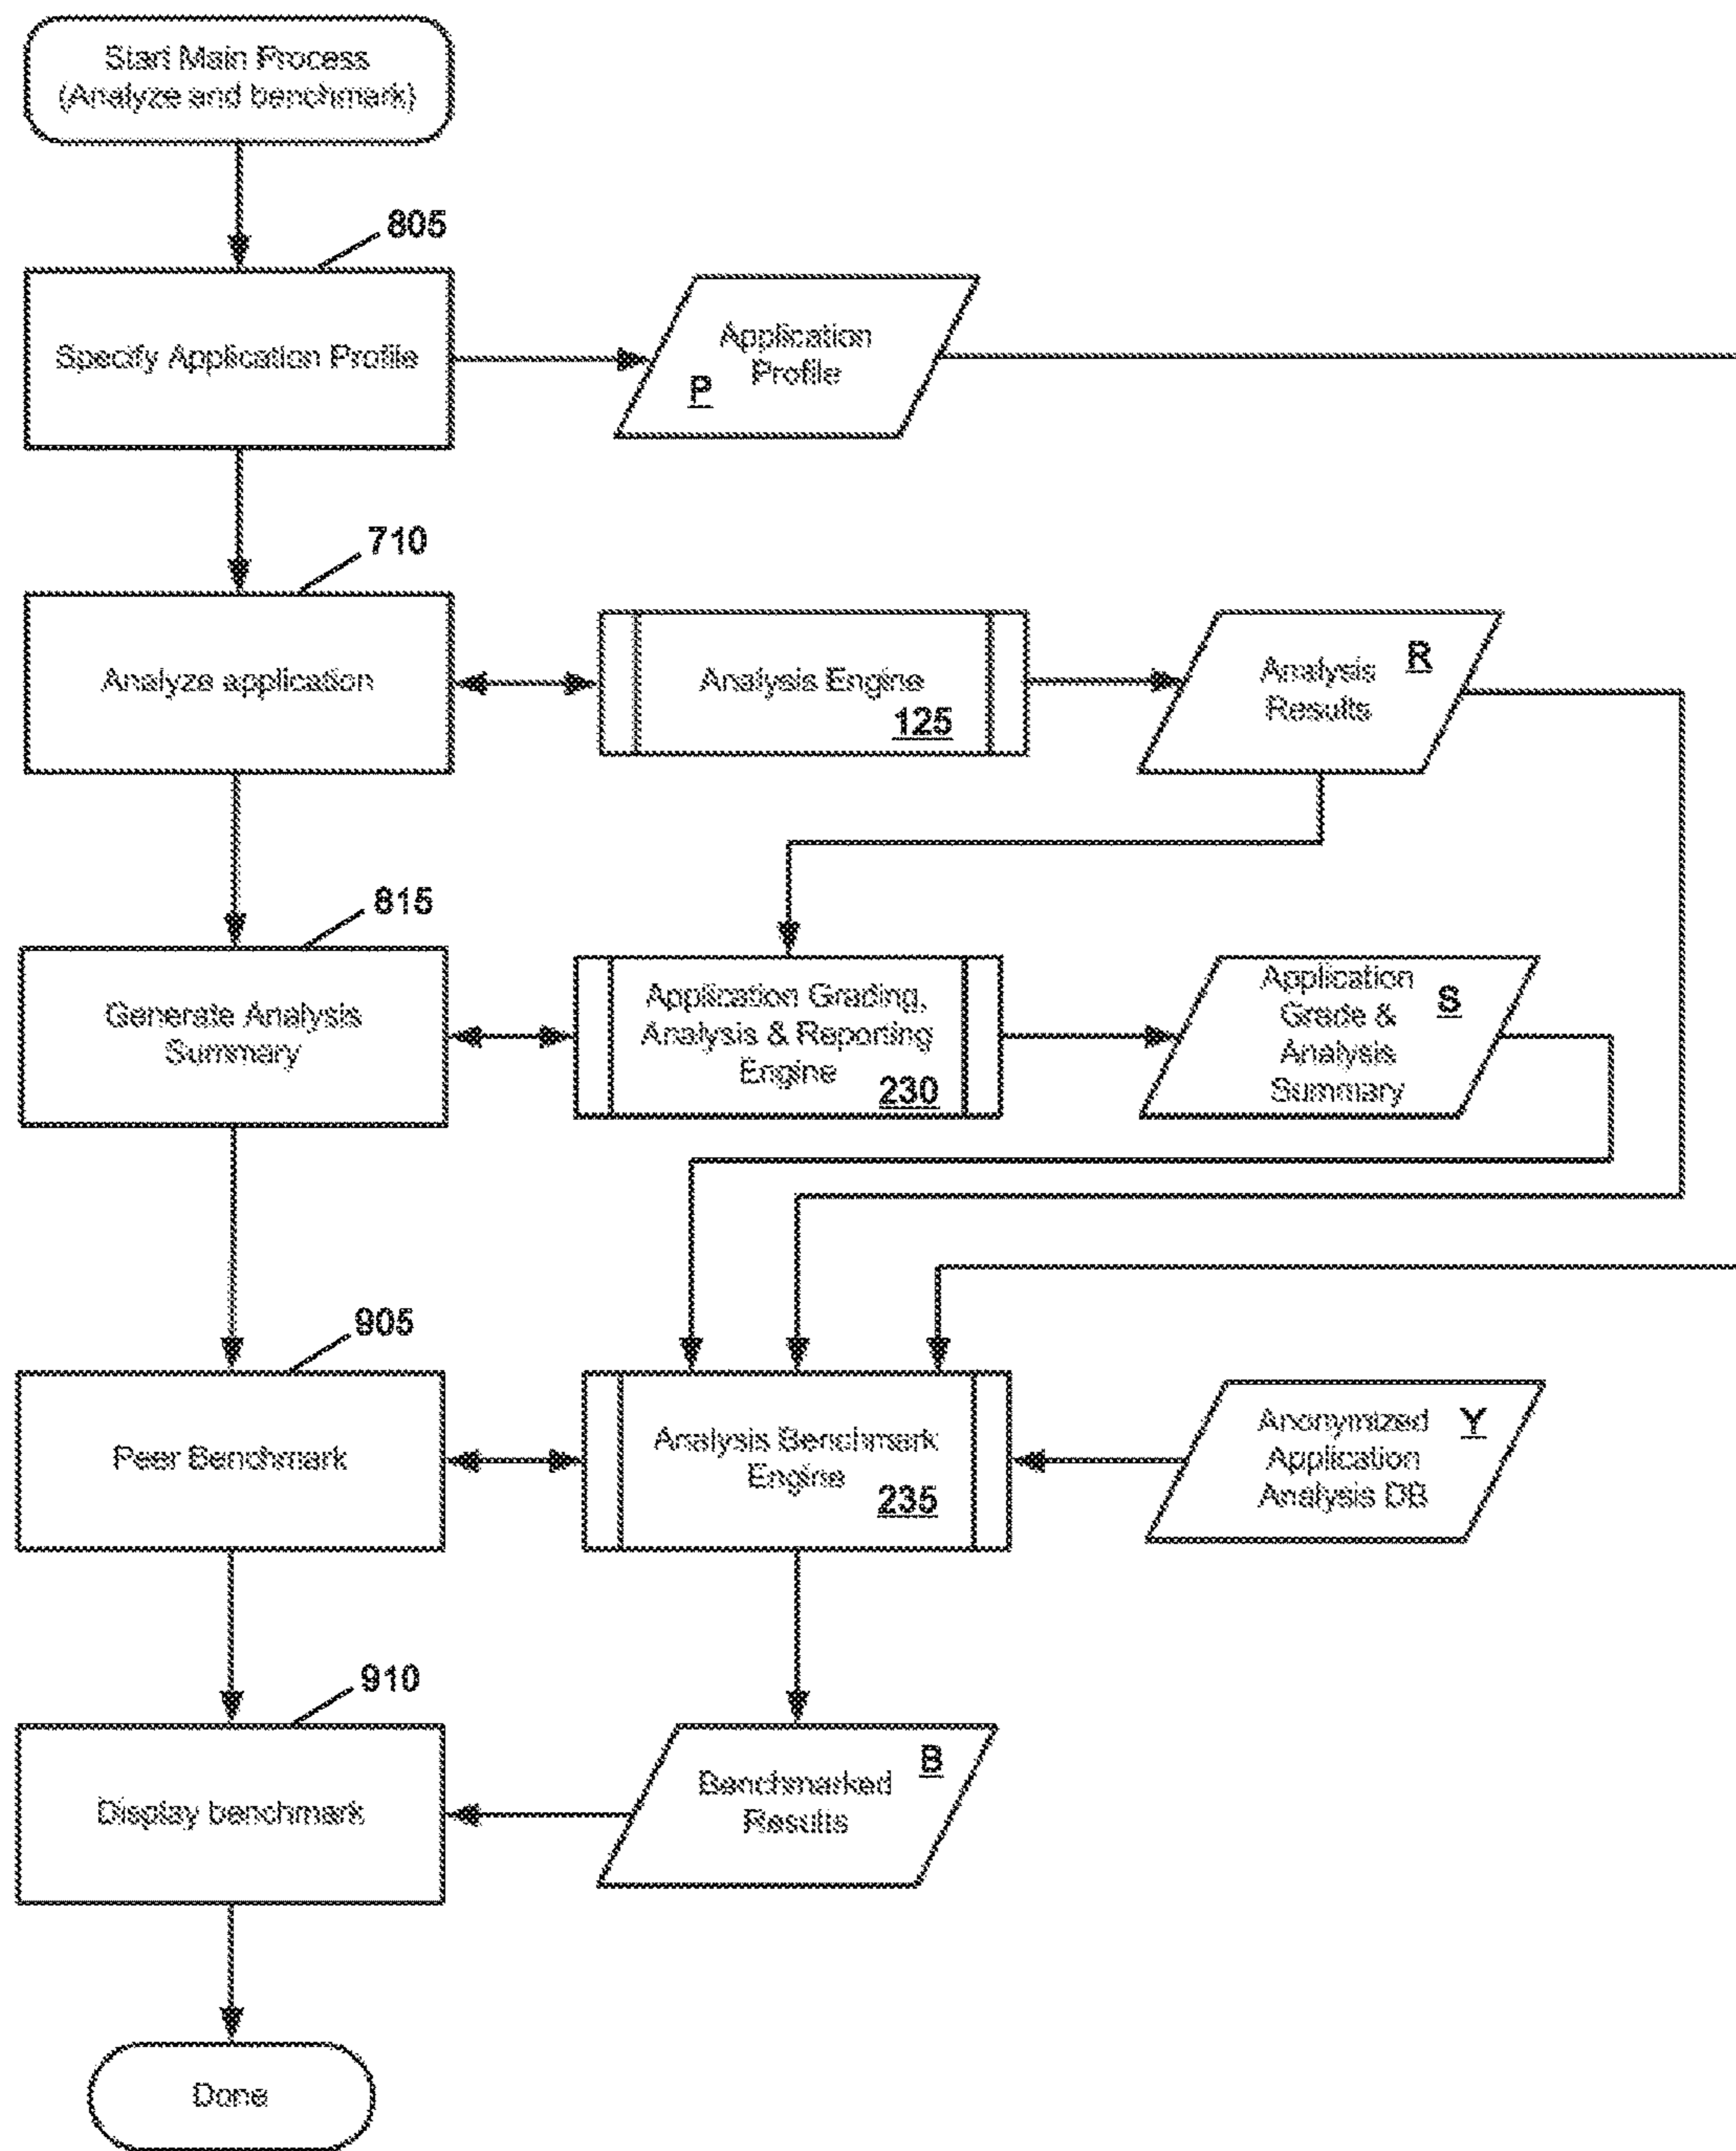 Start Main Process
(Analyze and benchmark)
805
Specify Application Profile
Application
Profile
P
710
Analyze application
Analysis Engine
125
Analysis
Results
R
815
Generate Analysis
Summary
Application Grading,
Analysis & Reporting
Engine
230
Application
Grade &
Analysis
Summary
S
905
Peer Benchmark
Analysis Benchmark
Engine
235
Anonymized
Application
Analysis DB
Y
910
Display benchmark
Benchmarked
Results
B
Done